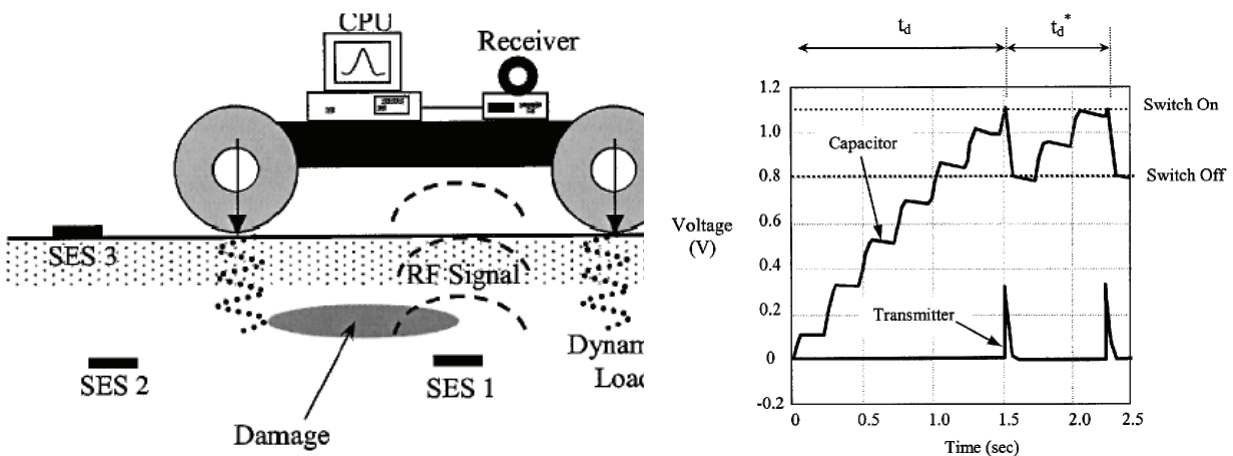 CPU
Receiver
SES 3
RF Signal
SES 2
SES 1
Dynam
Load
Damage
t_d
t_d*
1.2
1.0
0.8
0.6
0.4
0.2
0
-0.2
Voltage
(V)
Capacitor
Transmitter
Switch On
Switch Off
0
0.5
1.0
1.5
2.0
2.5
Time (sec)